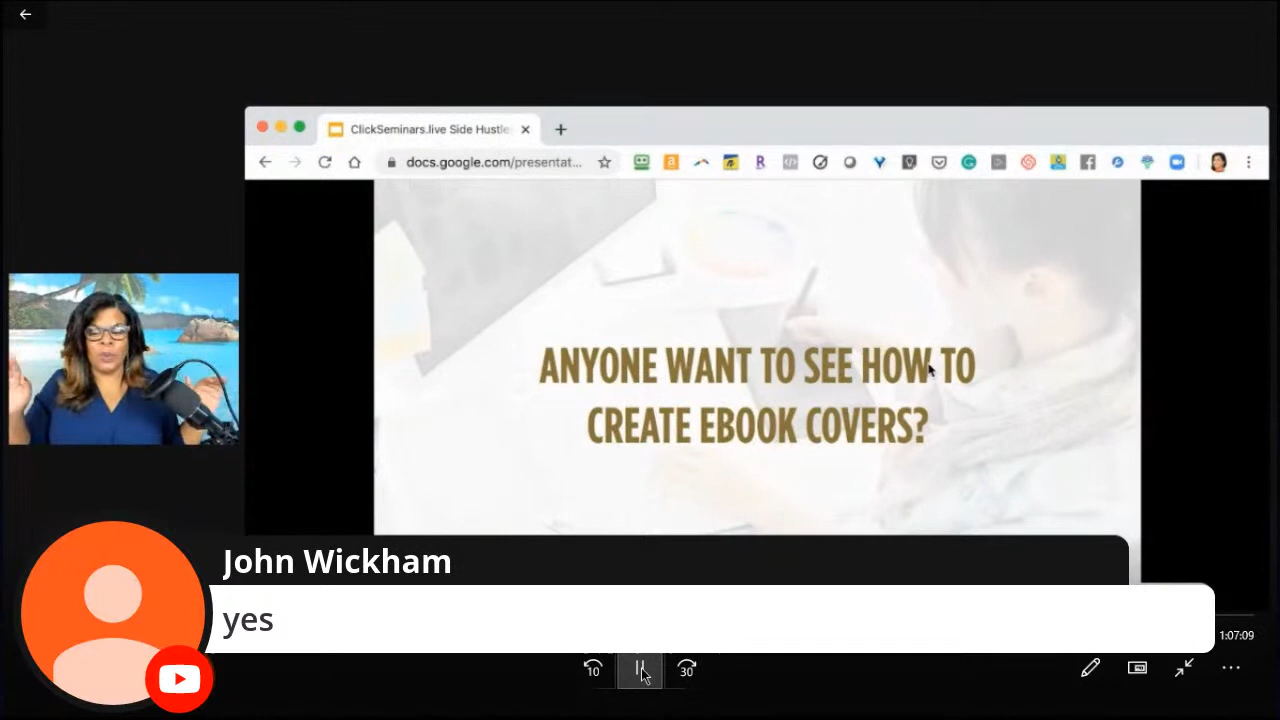 ClickSeminars.live Side Hustle
docs.google.com/presentat...
ANYONE WANT TO SEE HOW TO
CREATE EBOOK COVERS?
John Wickham
yes
1:07:09
10
30